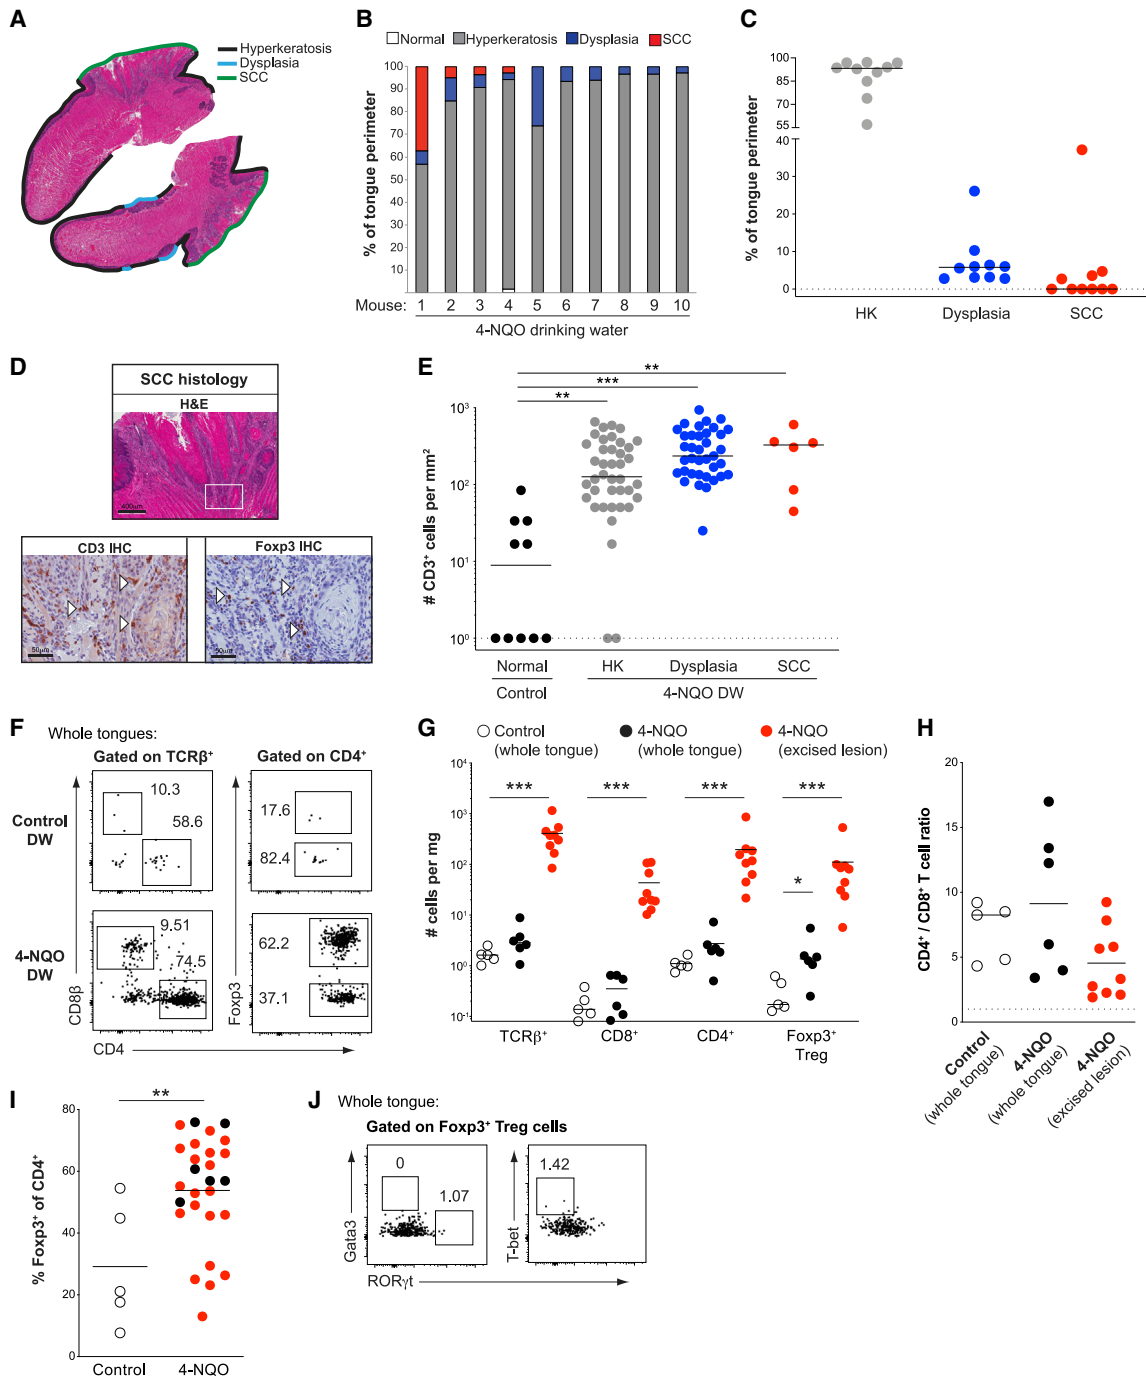 A
Hyperkeratosis
Dysplasia
SCC
B
Normal Hyperkeratosis Dysplasia SCC
% of tongue perimeter
100
90
80
70
60
50
40
30
20
10
Mouse: 1 2 3 4 5 6 7 8 9 10
4-NQO drinking water
C
% of tongue perimeter
100
85
70
55
40
30
20
10
0
HK Dysplasia SCC
D
SCC histology
H&E
400µm
CD3 IHC
Foxp3 IHC
50µm
50µm
E
**
***
**
# CD3⁺ cells per mm²
10³
10²
10¹
10⁰
Normal HK Dysplasia SCC
Control 4-NQO DW
F
Whole tongues:
Gated on TCRβ⁺ Gated on CD4⁺
Control
DW
10.3
58.6
17.6
82.4
4-NQO
DW
9.51
74.5
62.2
37.1
CD8β
Foxp3
CD4
G
Control
(whole tongue)
4-NQO
(whole tongue)
4-NQO
(excised lesion)
# cells per mg
10⁴
10³
10²
10¹
10⁰
10⁻¹
*** *** *** ***
*
TCRβ⁺ CD8⁺ CD4⁺ Foxp3⁺
Treg
H
CD4⁺ / CD8⁺ T cell ratio
20
15
10
5
0
Control
(whole tongue)
4-NQO
(whole tongue)
4-NQO
(excised lesion)
I
**
% Foxp3⁺ of CD4⁺
80
60
40
20
0
Control 4-NQO
J
Whole tongue:
Gated on Foxp3⁺ Treg cells
0
1.07
1.42
Gata3
T-bet
RORγt